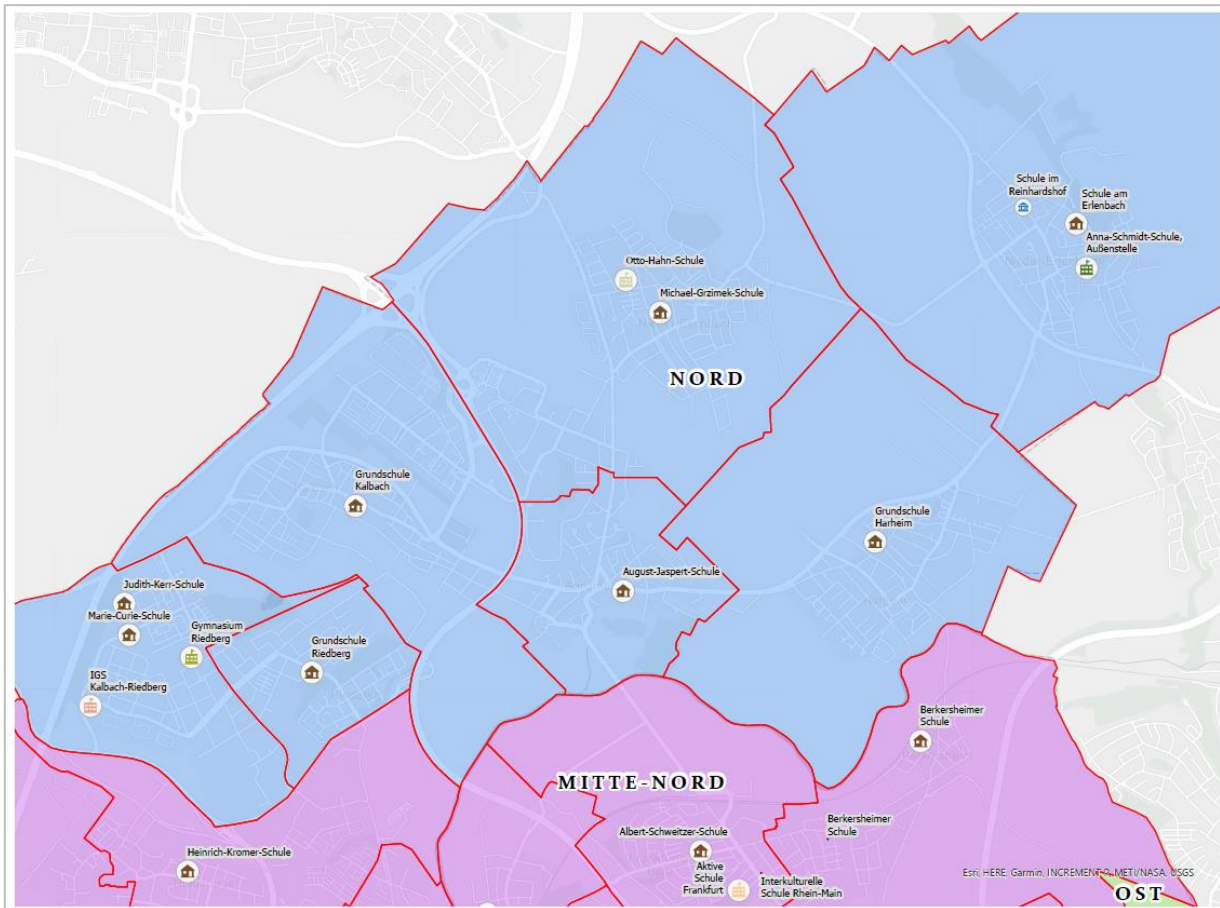 Schule im
Reinhardshof
Schule am
Erlenbach
Anna-Schmidt-Schule,
Außenstelle
Otto-Hahn-Schule
Michael-Grzimek-Schule
NORD
Grundschule
Kalbach
Grundschule
Harheim
August-Jaspert-Schule
Judith-Kerr-Schule
Marie-Curie-Schule
Gymnasium
Riedberg
Grundschule
Riedberg
IGS
Kalbach-Riedberg
Berkersheimer
Schule
MITTE-NORD
Berkersheimer
Schule
Albert-Schweitzer-Schule
Heinrich-Kromer-Schule
Aktive
Schule
Frankfurt
Interkulturelle
Schule Rhein-Main
Esri, HERE, Garmin, INCREMENT P, METI/NASA, USGS
OST